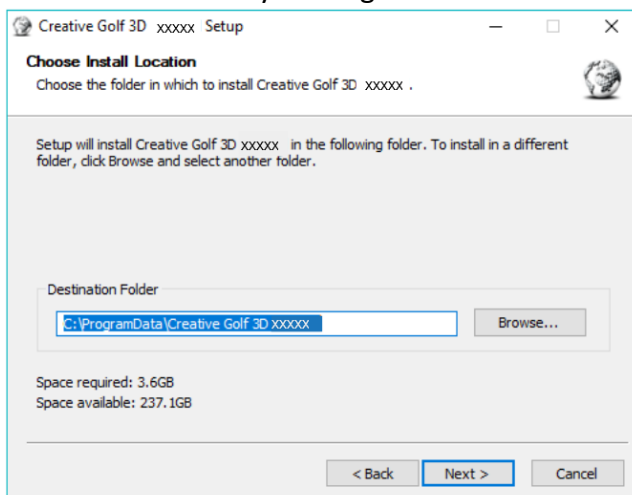 Creative Golf 3D xxxxx Setup
Choose Install Location
Choose the folder in which to install Creative Golf 3D xxxxx .
Setup will install Creative Golf 3D xxxxx in the following folder. To install in a different
folder, click Browse and select another folder.
Destination Folder
C:\ProgramData\Creative Golf 3D xxxxx
Browse...
Space required: 3.6GB
Space available: 237.1GB
< Back Next > Cancel